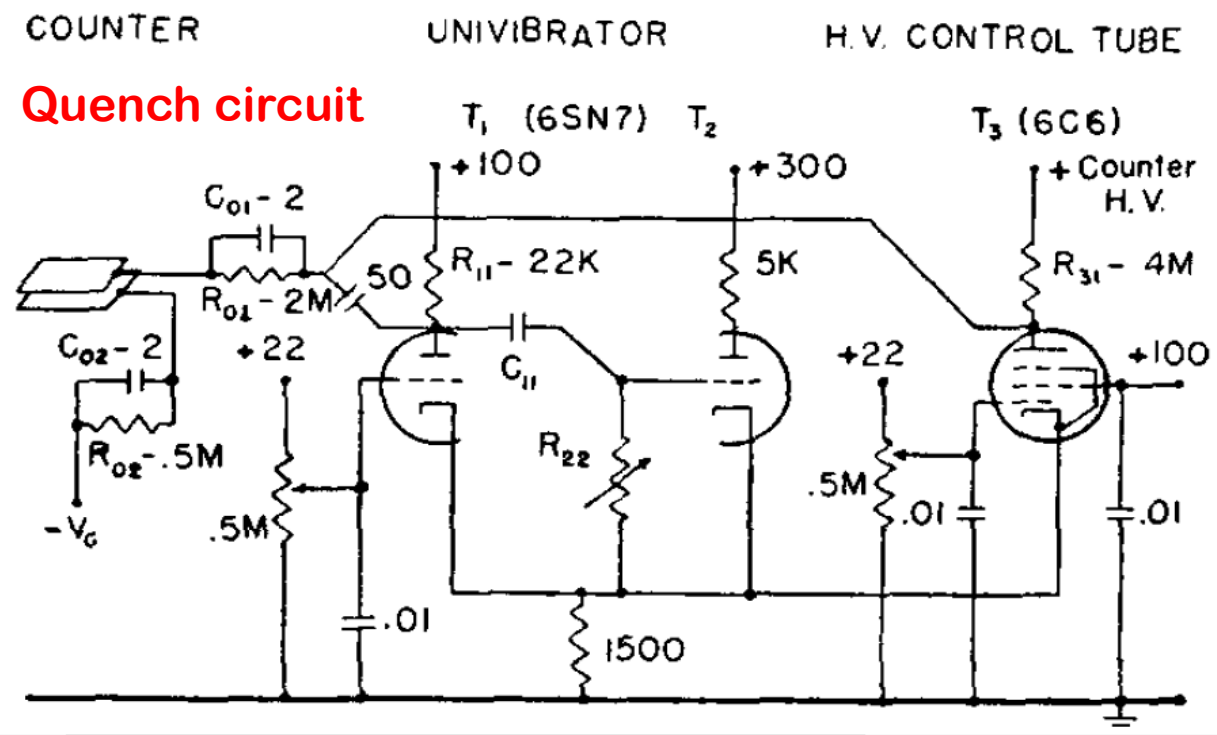 COUNTER UNIVIBRATOR H.V. CONTROL TUBE
Quench circuit
T₁ (6SN7) T₂ T₃ (6C6)
+100 +300 + Counter H.V.
C₀₁-2
50 R₁₁-22K 5K R₃₁-4M
R₀₁-2M
C₀₂-2 +22 C₁₁ +22 +100
R₀₂-.5M R₂₂
-V_G .5M .5M .01 .01
.01 1500